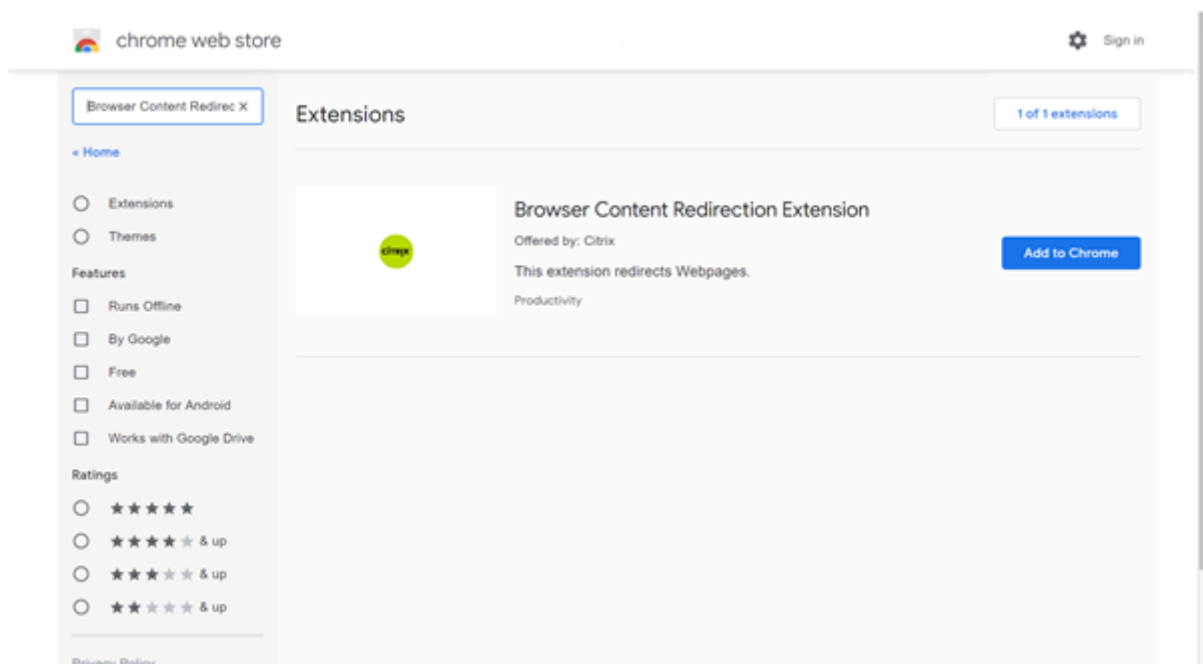 chrome web store
Sign in
Browser Content Redirec
« Home
Extensions
Themes
Features
Runs Offline
By Google
Free
Available for Android
Works with Google Drive
Ratings
& up
& up
& up
Privacy Policy
Extensions
1 of 1 extensions
citrix
Browser Content Redirection Extension
Offered by: Citrix
This extension redirects Webpages.
Productivity
Add to Chrome